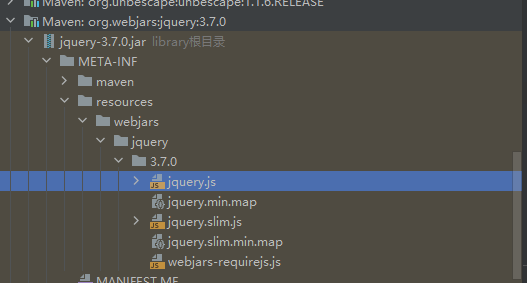 Maven: org.unbescape:unbescape:1.1.6.RELEASE
Maven: org.webjars:jquery:3.7.0
jquery-3.7.0.jar library根目录
META-INF
maven
resources
webjars
jquery
3.7.0
jquery.js
jquery.min.map
jquery.slim.js
jquery.slim.min.map
webjars-requirejs.js
MANIFEST.MF